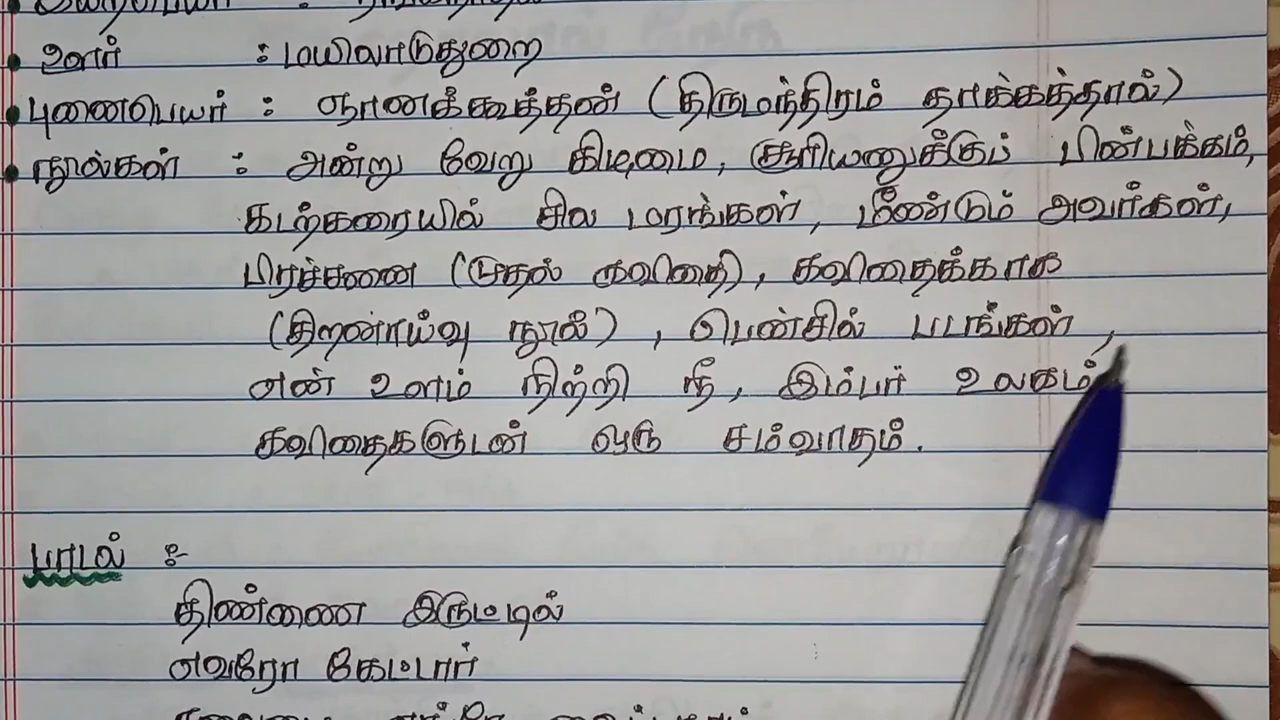 ஊர் : மயிலாடுதுறை
புனைபெயர் : ஞானக்கூத்தன் (திருமந்திரம் தாக்கத்தால்)
நூல்கள் : அன்று வேறு கிழமை, சூரியனுக்குப் பின்பக்கம்,
கடற்கரையில் சில மரங்கள், மீண்டும் அவர்கள்,
பிரச்சனை (முதல் கவிதை), கவிதைக்காக
(திறனாய்வு நூல்), பென்சில் படங்கள்,
என் உளம் நிற்றி நீ, இம்பர் உலகம்
கவிதைகளுடன் ஒரு சம்வாதம்.
பாடல் :-
திண்ணை இருட்டில்
எவரோ கேட்டார்